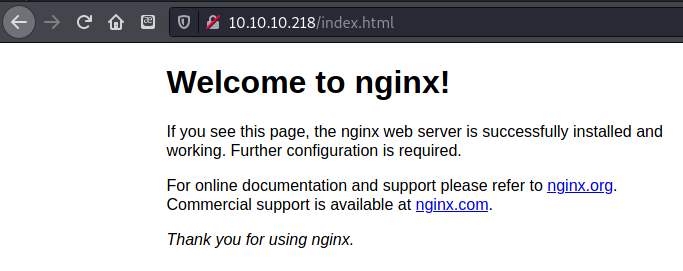 10.10.10.218/index.html
Welcome to nginx!
If you see this page, the nginx web server is successfully installed and
working. Further configuration is required.
For online documentation and support please refer to nginx.org.
Commercial support is available at nginx.com.
Thank you for using nginx.